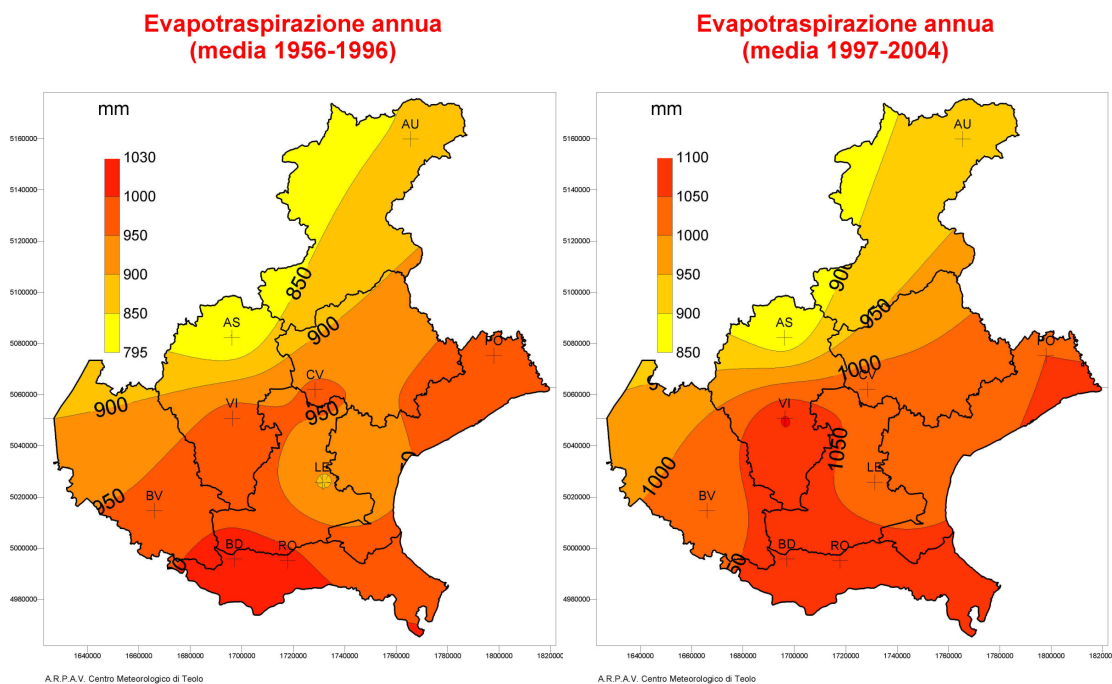 Evapotraspirazione annua
(media 1956-1996)
mm
1030
1000
950
900
850
795
5160000
5140000
5120000
5100000
5080000
5060000
5040000
5020000
5000000
4980000
AU
850
AS
900
PO
CV
900
VI
950
LE
950
BV
BD
RO
1640000
1660000
1680000
1700000
1720000
1740000
1760000
1780000
1800000
A.R.P.A.V. Centro Meteorologico di Teolo
Evapotraspirazione annua
(media 1997-2004)
mm
1100
1050
1000
950
900
850
5160000
5140000
5120000
5100000
5080000
5060000
5040000
5020000
5000000
4980000
AU
950
AS
PO
1000
CV
VI
1050
LE
1000
BV
BD
RO
1640000
1660000
1680000
1700000
1720000
1740000
1760000
1780000
1800000
A.R.P.A.V. Centro Meteorologico di Teolo